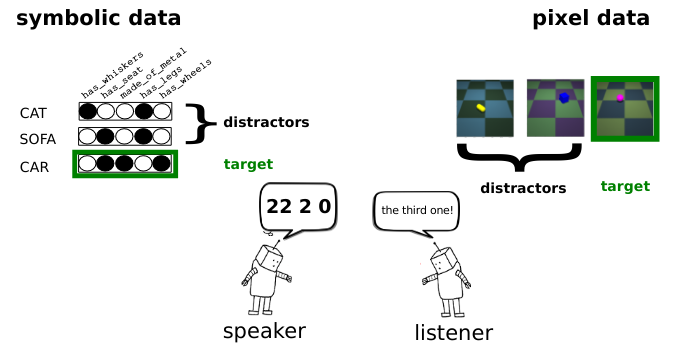 symbolic data
pixel data
has_whiskers
has_seat
made_of_metal
has_legs
has_wheels
CAT
SOFA
CAR
distractors
target
distractors
target
22 2 0
the third one!
speaker
listener